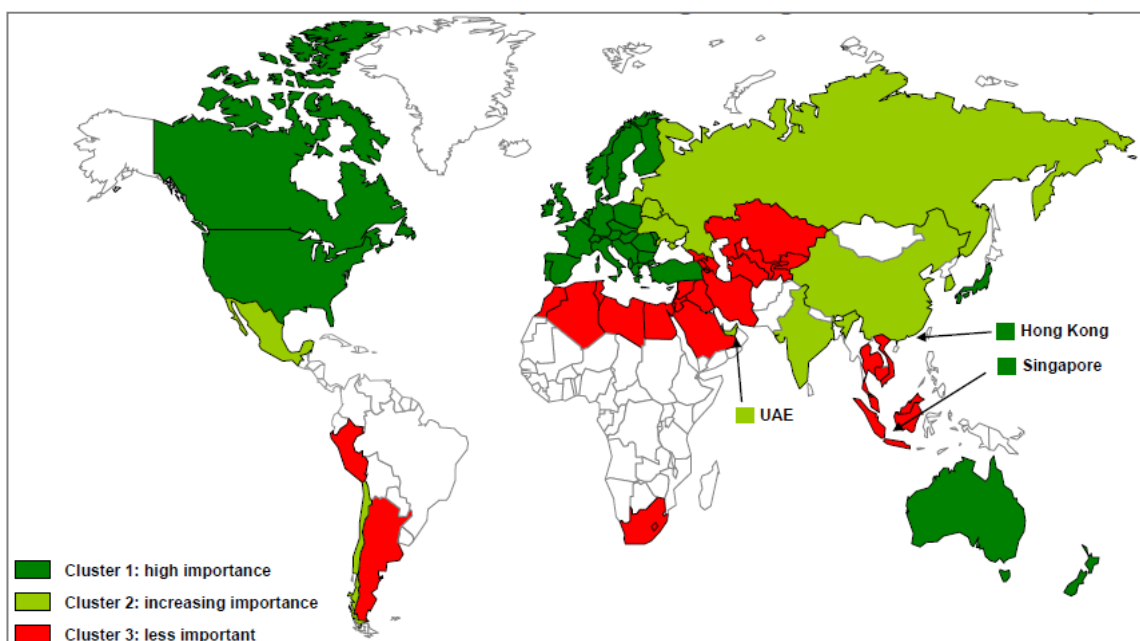 Hong Kong
Singapore
UAE
Cluster 1: high importance
Cluster 2: increasing importance
Cluster 3: less important